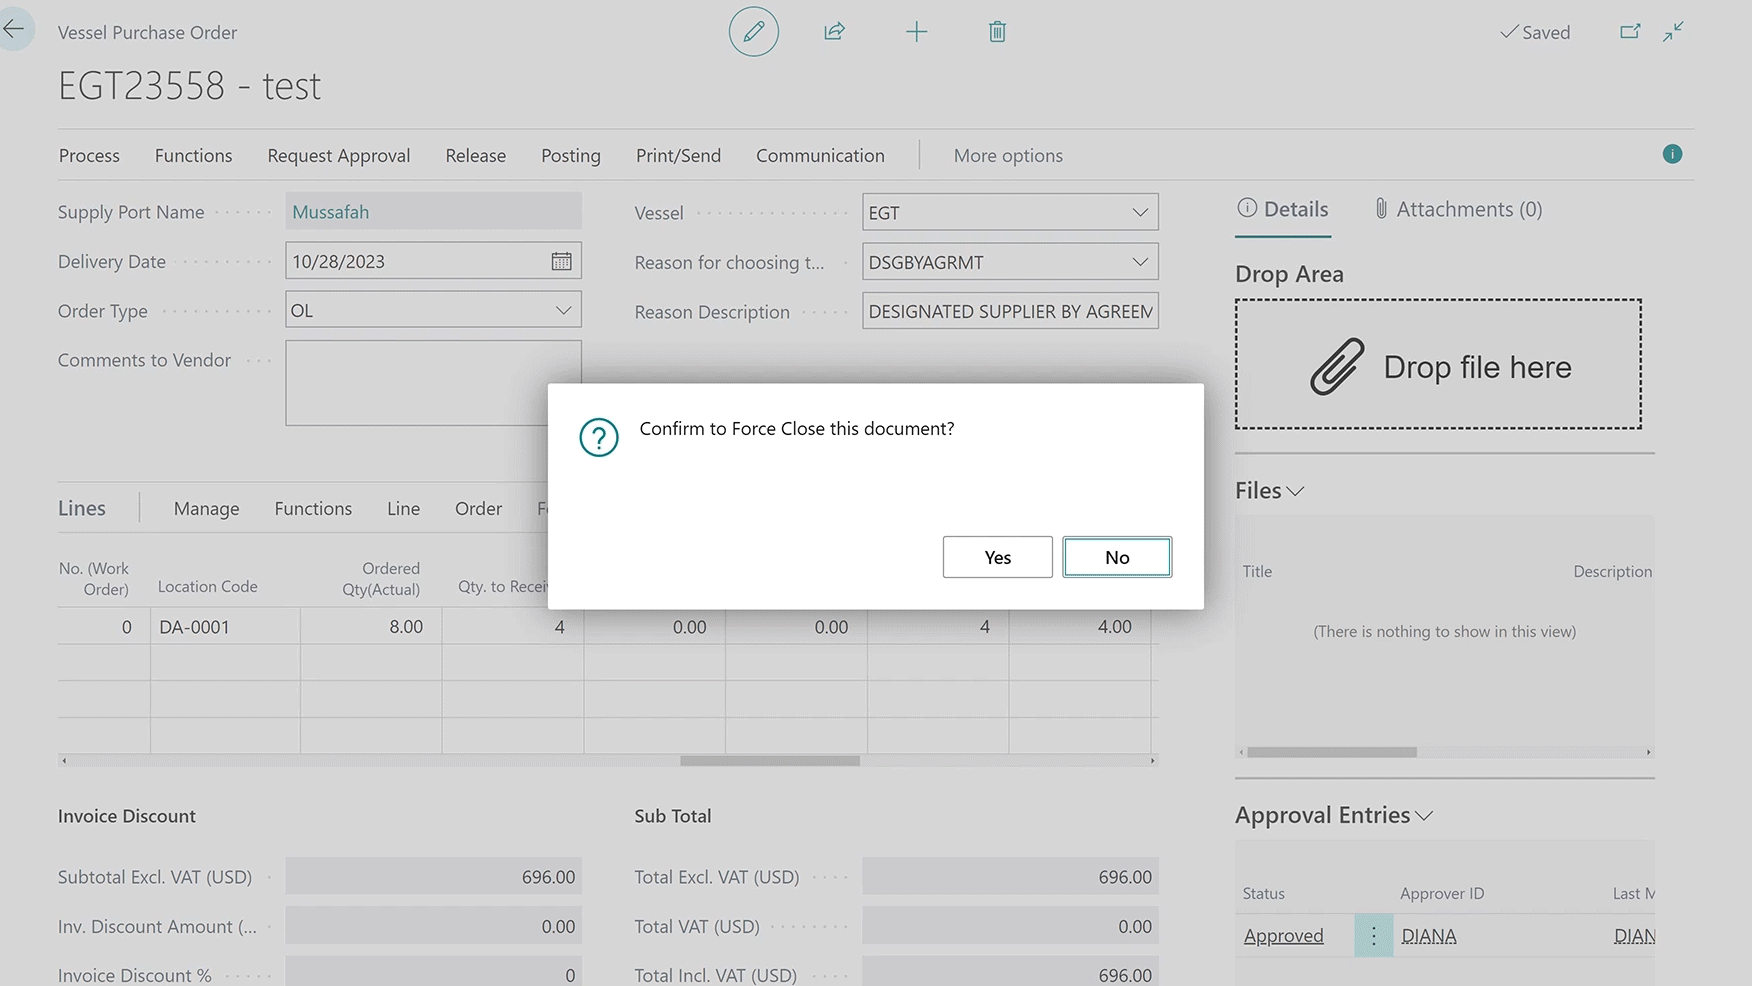 Vessel Purchase Order
Saved
EGT23558 - test
Process Functions Request Approval Release Posting Print/Send Communication More options
Supply Port Name Mussafah
Vessel EGT
Details Attachments (0)
Delivery Date 10/28/2023
Reason for choosing t... DSGBYAGRMT
Drop Area
Order Type OL
Reason Description DESIGNATED SUPPLIER BY AGREEM
Comments to Vendor
Drop file here
Confirm to Force Close this document?
Yes No
Files
Lines Manage Functions Line Order
No. (Work Order) Location Code Ordered Qty(Actual) Qty. to Recei
Title Description
0 DA-0001 8.00 4 0.00 0.00 4 4.00
(There is nothing to show in this view)
Invoice Discount
Sub Total
Approval Entries
Subtotal Excl. VAT (USD) 696.00
Total Excl. VAT (USD) 696.00
Status Approver ID Last M
Inv. Discount Amount (... 0.00
Total VAT (USD) 0.00
Approved DIANA DIAN
Invoice Discount % 0
Total Incl. VAT (USD) 696.00